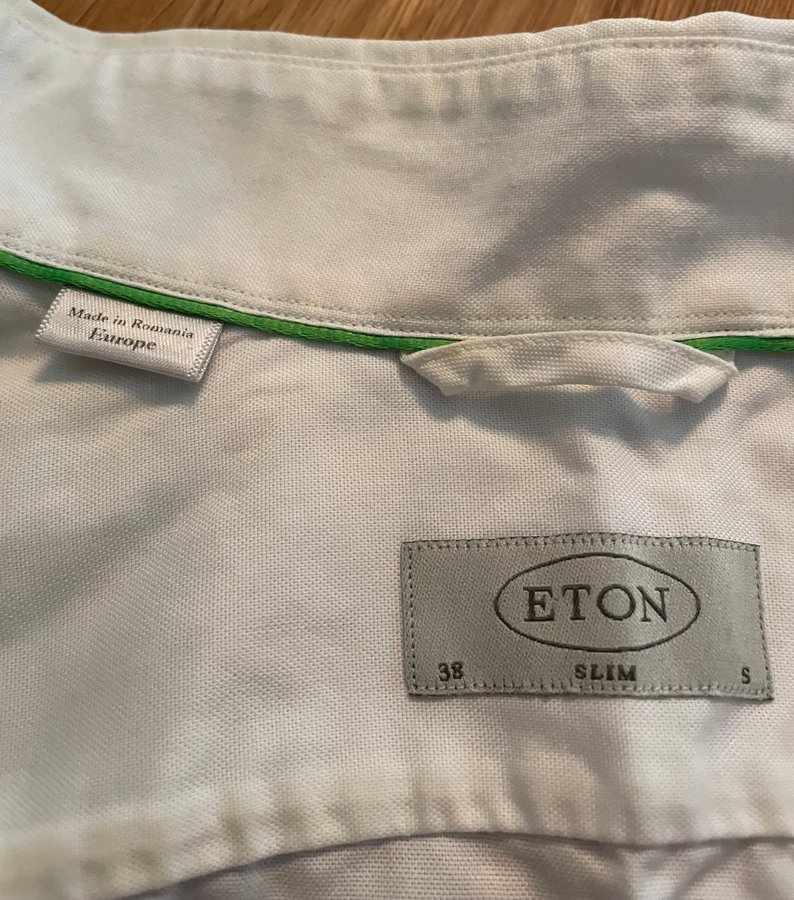 Made in Romania
Europe
ETON
38 SLIM S